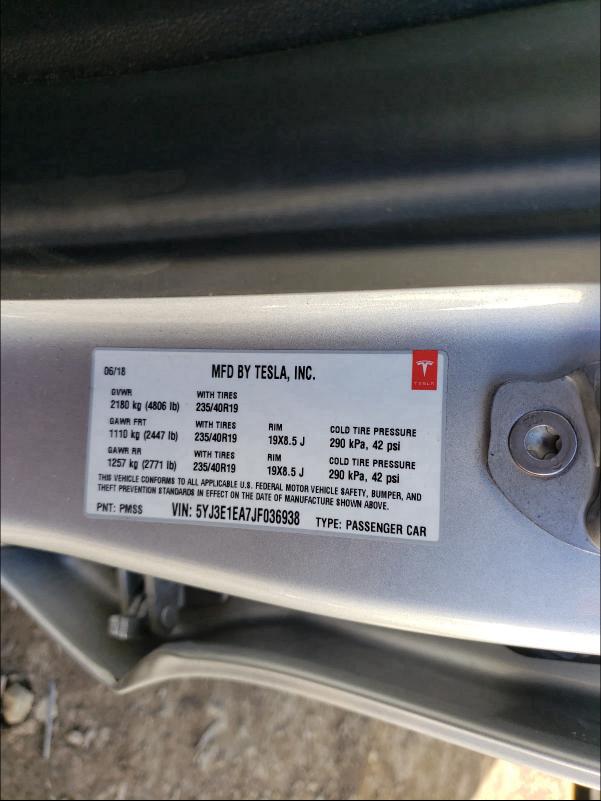 06/18 MFD BY TESLA, INC.
TESLA
GVWR WITH TIRES
2180 kg (4806 lb) 235/40R19
GAWR FRT WITH TIRES RIM COLD TIRE PRESSURE
1110 kg (2447 lb) 235/40R19 19X8.5 J 290 kPa, 42 psi
GAWR RR WITH TIRES RIM COLD TIRE PRESSURE
1257 kg (2771 lb) 235/40R19 19X8.5 J 290 kPa, 42 psi
THIS VEHICLE CONFORMS TO ALL APPLICABLE U.S. FEDERAL MOTOR VEHICLE SAFETY, BUMPER, AND
THEFT PREVENTION STANDARDS IN EFFECT ON THE DATE OF MANUFACTURE SHOWN ABOVE.
PNT: PMSS VIN: 5YJ3E1EA7JF036938 TYPE: PASSENGER CAR